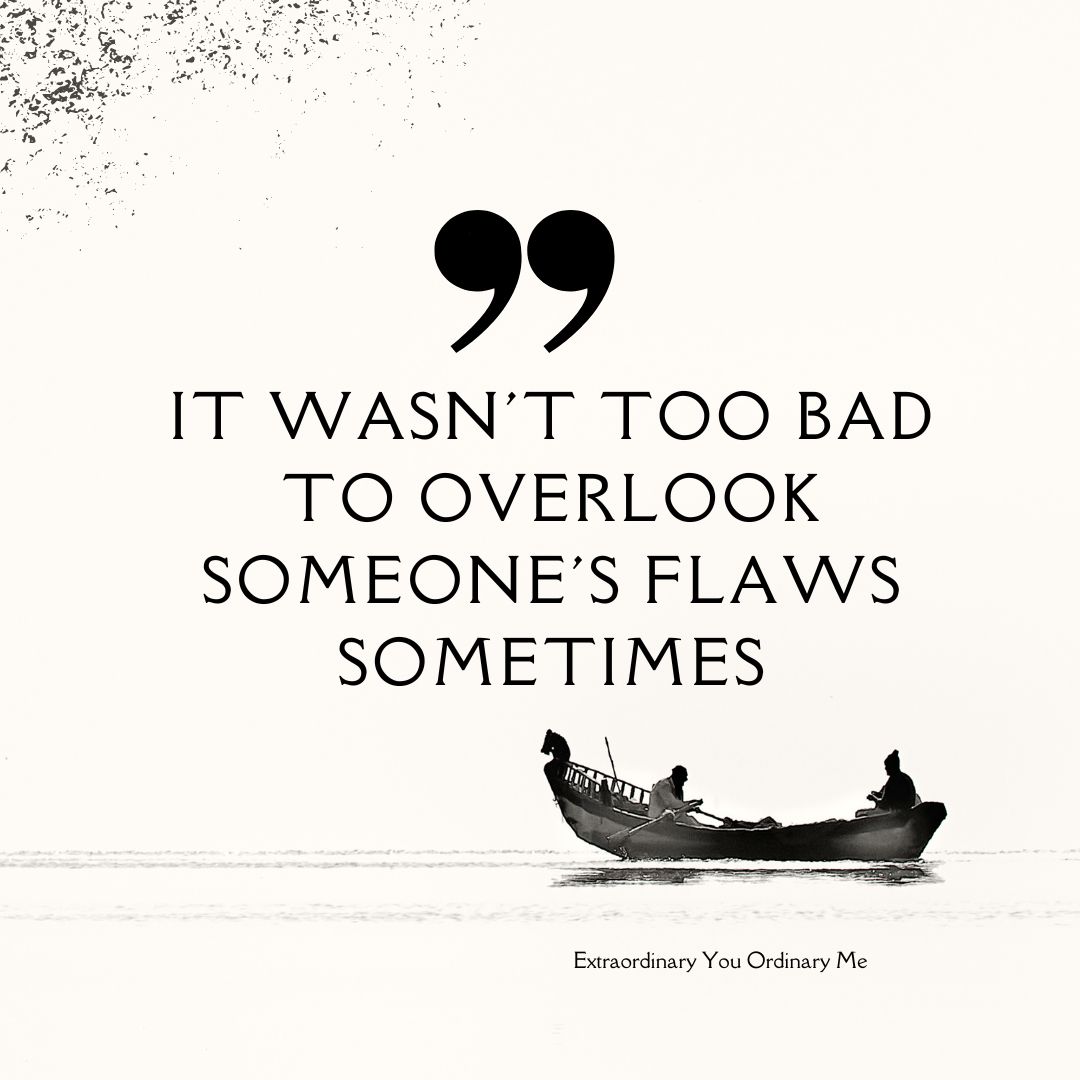 ”
IT WASN’T TOO BAD
TO OVERLOOK
SOMEONE’S FLAWS
SOMETIMES
Extraordinary You Ordinary Me